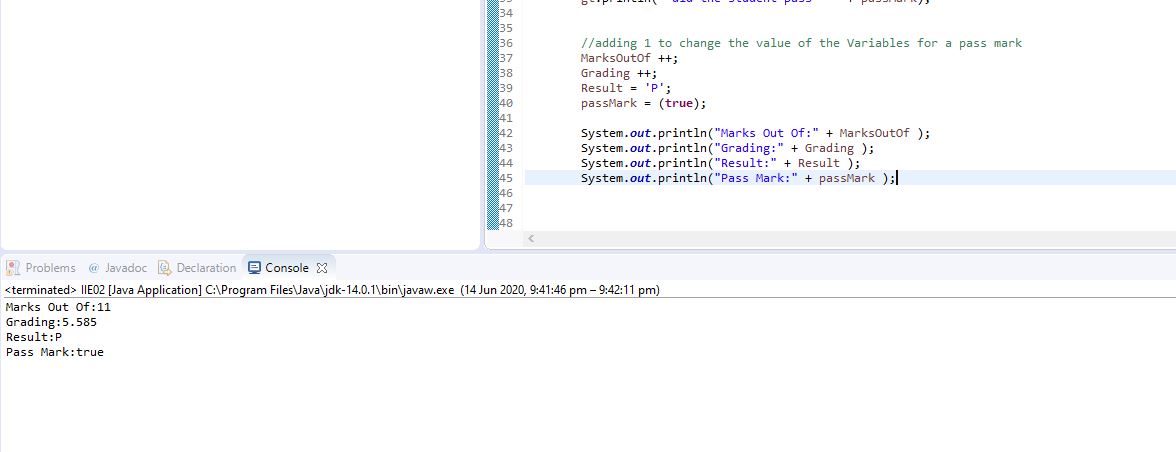 34
35
36 //adding 1 to change the value of the Variables for a pass mark
37 MarksOutOf ++;
38 Grading ++;
39 Result = 'P';
40 passMark = (true);
41
42 System.out.println("Marks Out Of:" + MarksOutOf );
43 System.out.println("Grading:" + Grading );
44 System.out.println("Result:" + Result );
45 System.out.println("Pass Mark:" + passMark );
46
47
48
Problems @ Javadoc Declaration Console
<terminated> IIE02 [Java Application] C:\Program Files\Java\jdk-14.0.1\bin\javaw.exe (14 Jun 2020, 9:41:46 pm – 9:42:11 pm)
Marks Out Of:11
Grading:5.585
Result:P
Pass Mark:true